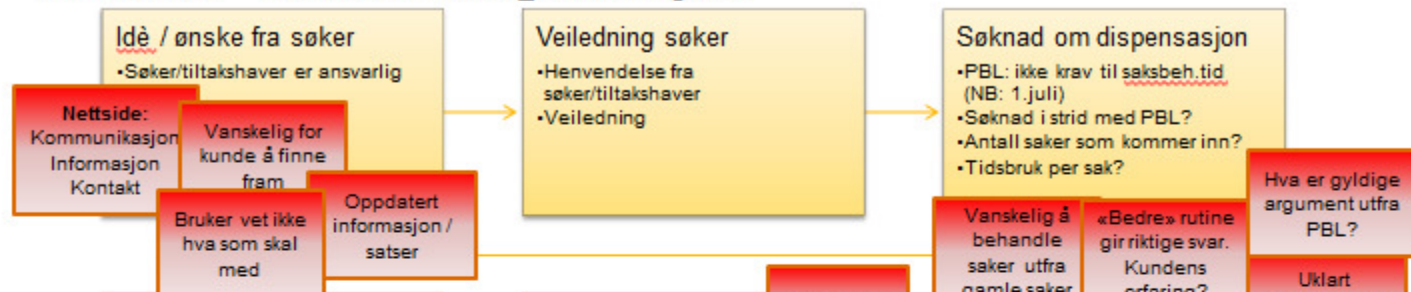 Idè / ønske fra søker
•Søker/tiltakshaver er ansvarlig
Nettside:
Kommunikasjon
Informasjon
Kontakt
Vanskelig for
kunde å finne
fram
Bruker vet ikke
hva som skal
med
Oppdatert
informasjon /
satser
Veiledning søker
•Henvendelse fra
søker/tiltakshaver
•Veiledning
Søknad om dispensasjon
•PBL: ikke krav til saksbeh.tid
(NB: 1.juli)
•Søknad i strid med PBL?
•Antall saker som kommer inn?
•Tidsbruk per sak?
Vanskelig å
behandle
saker utfra
gamle saker
«Bedre» rutine
gir riktige svar.
Kundens
erfaring?
Hva er gyldige
argument utfra
PBL?
Uklart